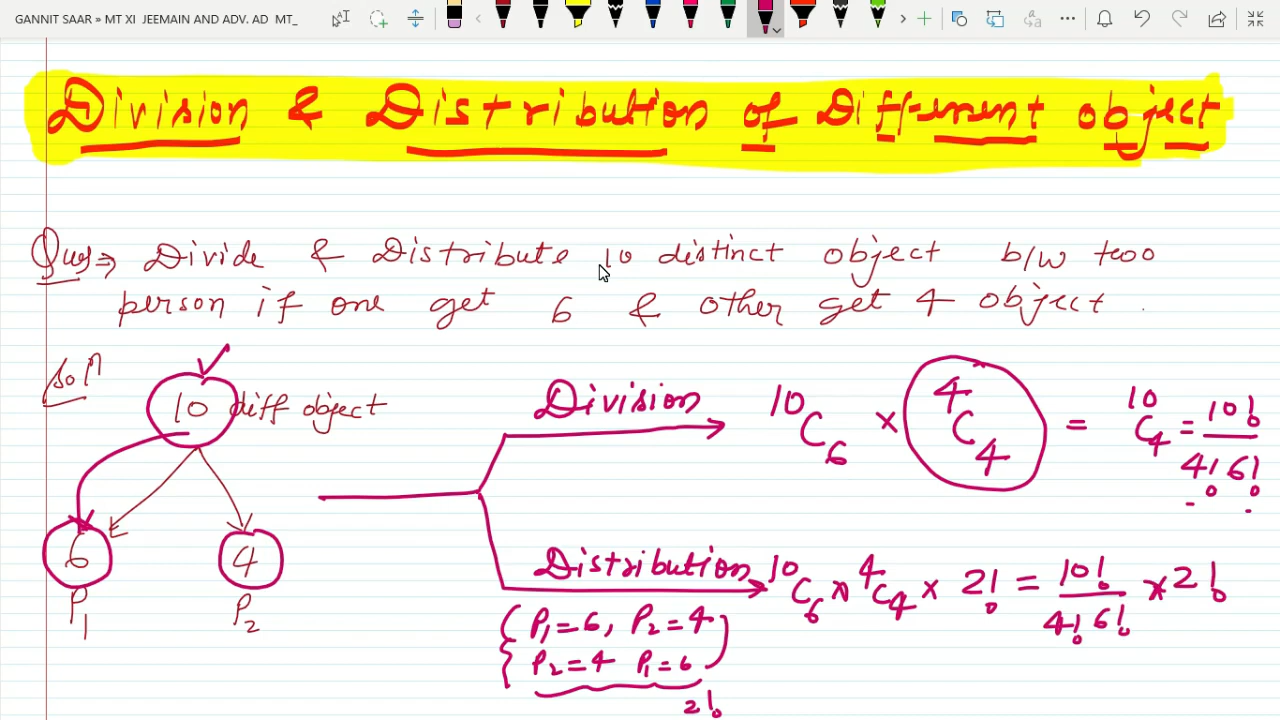 GANNIT SAAR » MT XI JEEMAIN AND ADV. AD MT_
Division & Distribution of Different object
Ques⇒ Divide & Distribute 10 distinct object b/w two
person if one get 6 & other get 4 object.
Solⁿ
10 diff object
6 4
P₁ P₂
Division ¹⁰C₆ × ⁴C₄ = ¹⁰C₄ = 10!/4! 6!
Distribution ¹⁰C₆ × ⁴C₄ × 2! = 10!/4! 6! × 2!
P₁=6, P₂=4
P₂=4 P₁=6
2!